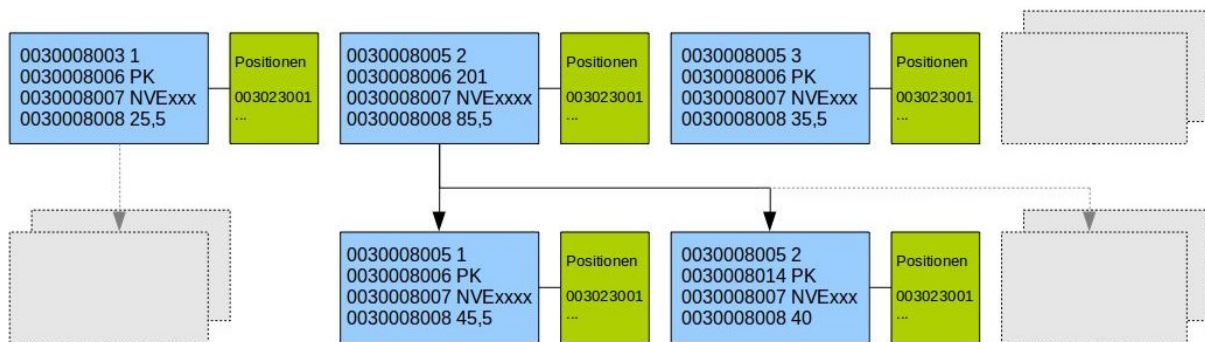 0030008003 1
0030008006 PK
0030008007 NVExxx
0030008008 25,5
Positionen
003023001
...
0030008005 2
0030008006 201
0030008007 NVExxxx
0030008008 85,5
Positionen
003023001
...
0030008005 3
0030008006 PK
0030008007 NVExxx
0030008008 35,5
Positionen
003023001
...
0030008005 1
0030008006 PK
0030008007 NVExxxx
0030008008 45,5
Positionen
003023001
...
0030008005 2
0030008014 PK
0030008007 NVExxx
0030008008 40
Positionen
003023001
...